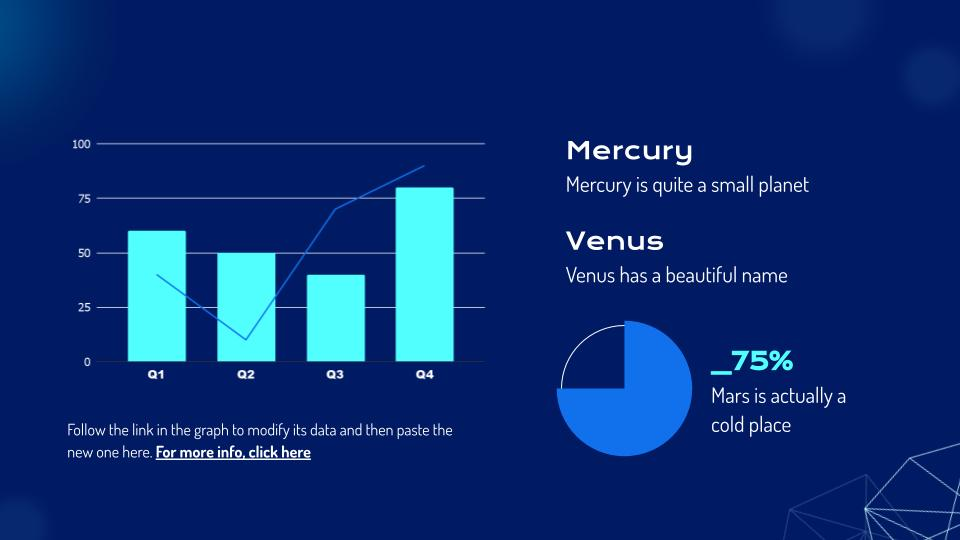 100
75
50
25
0
Q1 Q2 Q3 Q4
Follow the link in the graph to modify its data and then paste the
new one here. For more info, click here
Mercury
Mercury is quite a small planet
Venus
Venus has a beautiful name
_75%
Mars is actually a
cold place